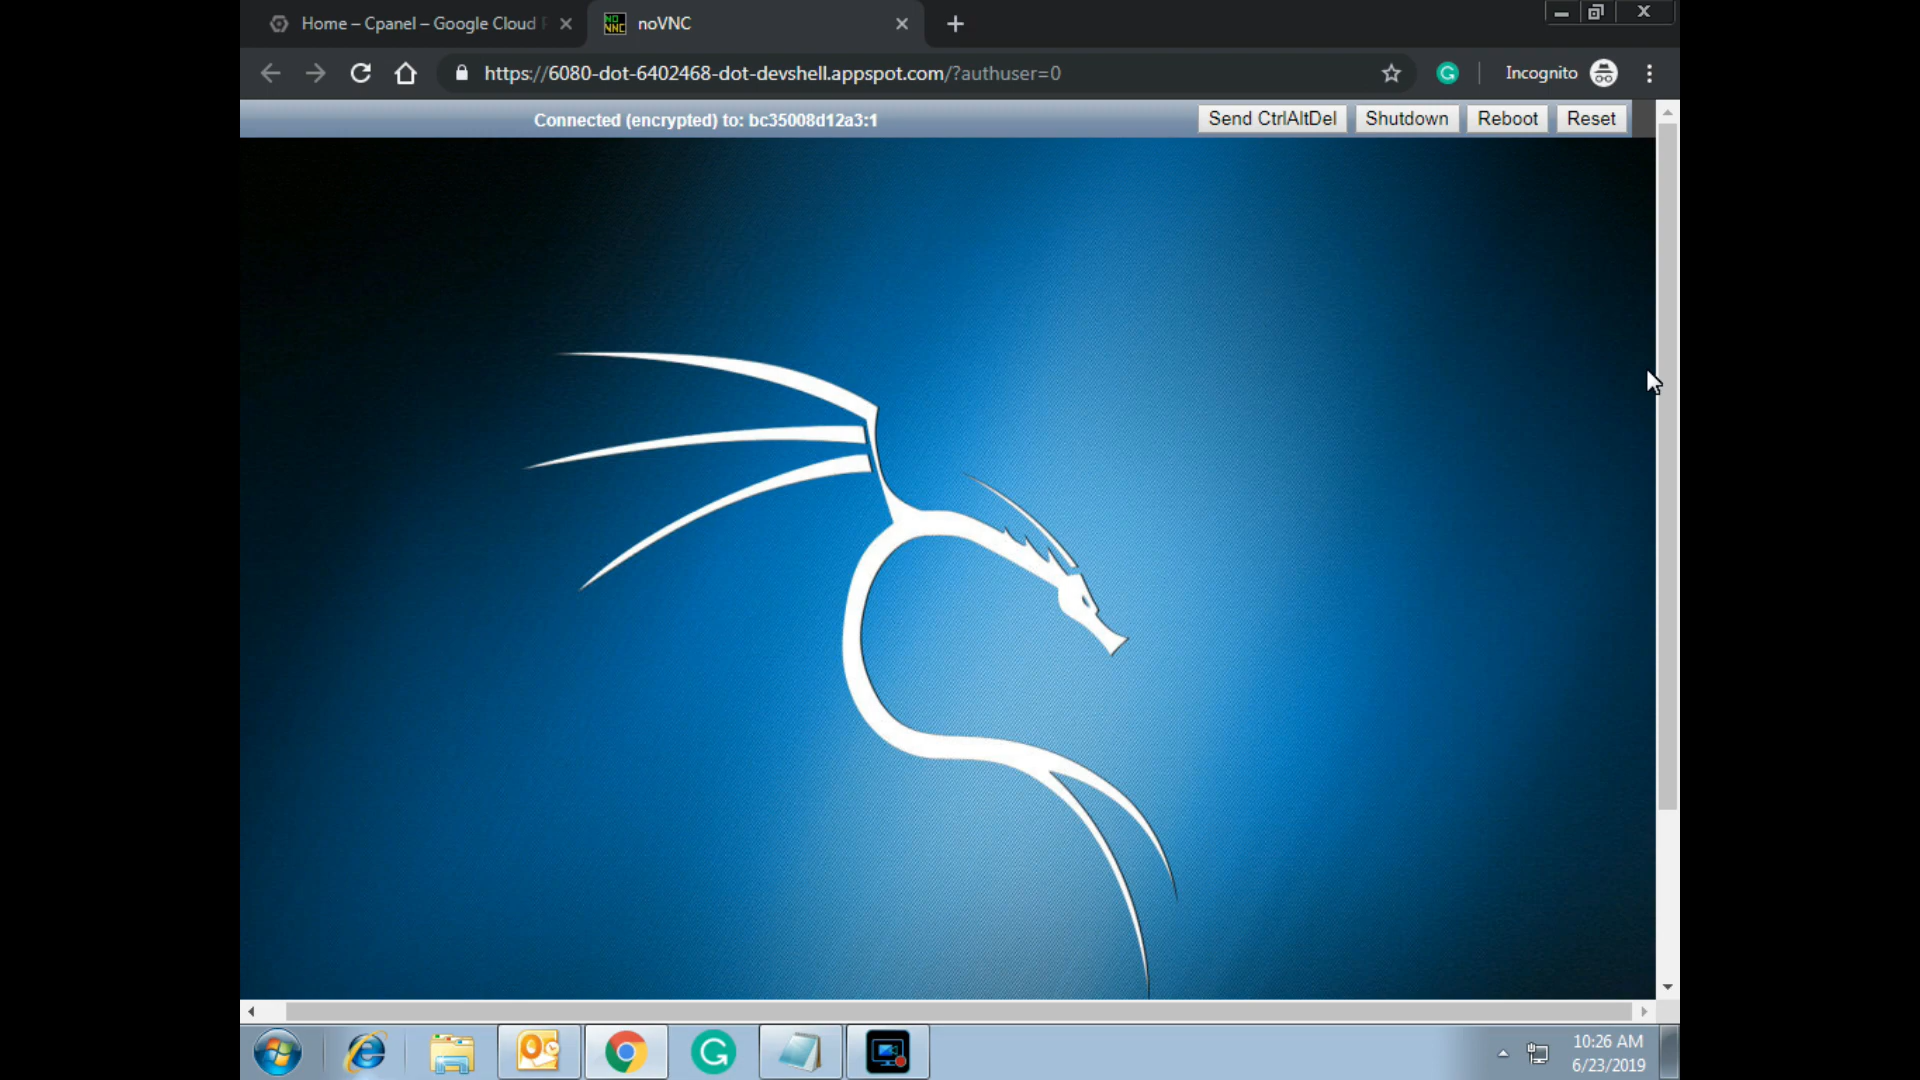 Home – Cpanel – Google Cloud
noVNC
https://6080-dot-6402468-dot-devshell.appspot.com/?authuser=0
Incognito
Connected (encrypted) to: bc35008d12a3:1
Send CtrlAltDel
Shutdown
Reboot
Reset
10:26 AM
6/23/2019